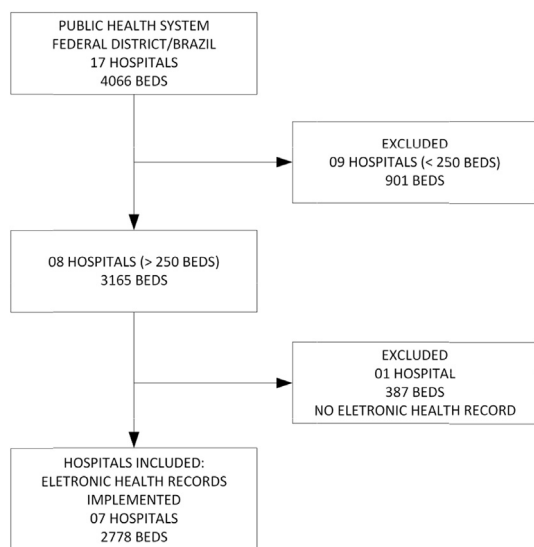 PUBLIC HEALTH SYSTEM
FEDERAL DISTRICT/BRAZIL
17 HOSPITALS
4066 BEDS
EXCLUDED
09 HOSPITALS (< 250 BEDS)
901 BEDS
08 HOSPITALS (> 250 BEDS)
3165 BEDS
EXCLUDED
01 HOSPITAL
387 BEDS
NO ELETRONIC HEALTH RECORD
HOSPITALS INCLUDED:
ELETRONIC HEALTH RECORDS
IMPLEMENTED
07 HOSPITALS
2778 BEDS